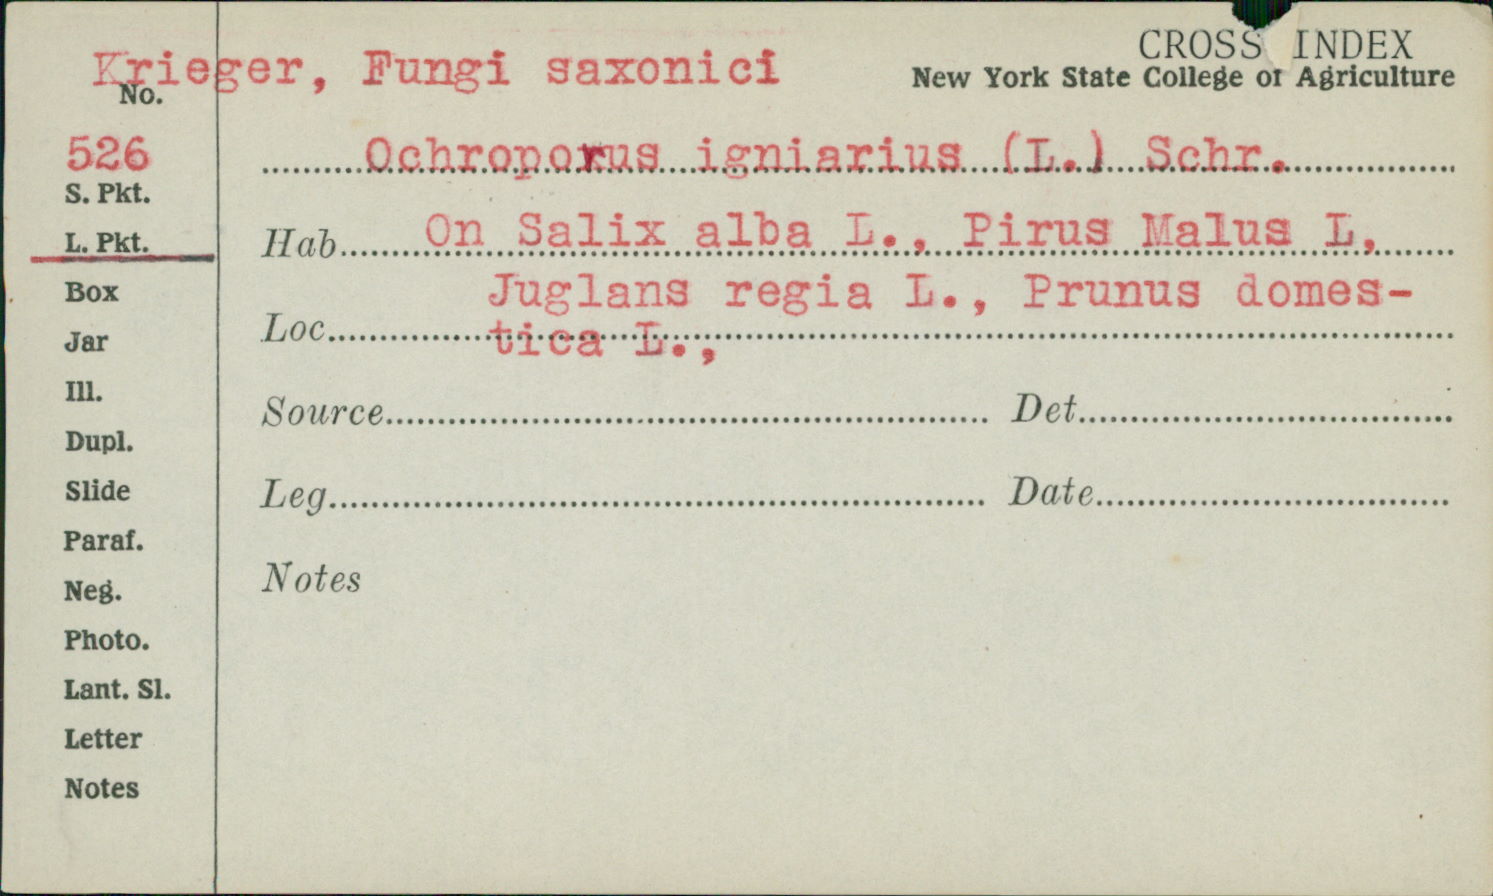 CROSS INDEX
Krieger, Fungi saxonici
New York State College of Agriculture
No.
526
Ochroporus igniarius (L.) Schr.
S. Pkt.
L. Pkt.
Hab. On Salix alba L., Pirus Malus L,
Box
Juglans regia L., Prunus domes-
Jar
Loc. tica L.,
Ill.
Source Det.
Dupl.
Slide
Leg. Date
Paraf.
Neg.
Notes
Photo.
Lant. Sl.
Letter
Notes